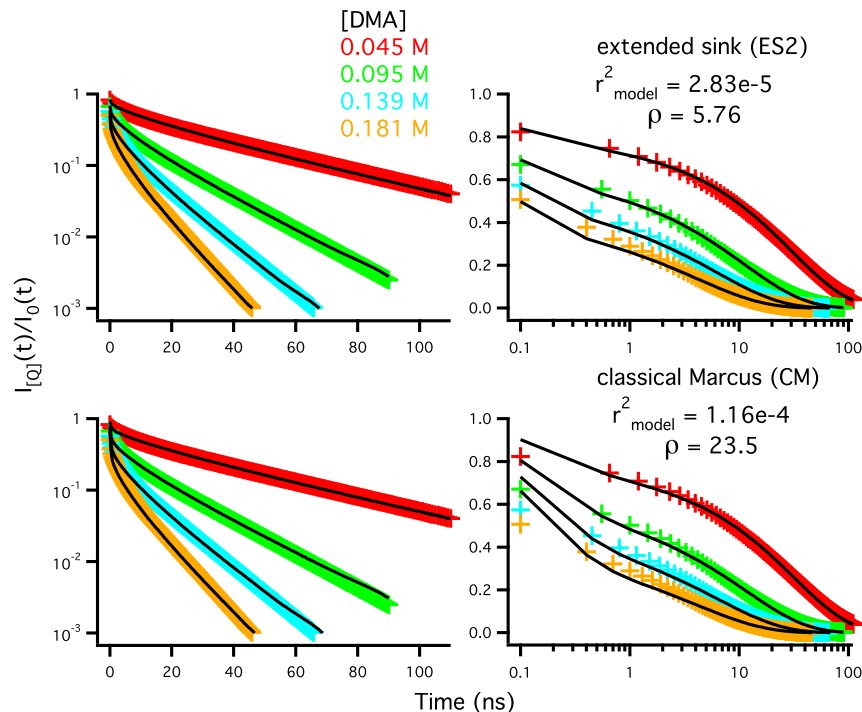 [DMA]
0.045 M
0.095 M
0.139 M
0.181 M
extended sink (ES2)
r²model = 2.83e-5
ρ = 5.76
1
10⁻¹
10⁻²
10⁻³
0 20 40 60 80 100
1.0
0.8
0.6
0.4
0.2
0.0
0.1 1 10 100
I[Q](t)/I0(t)
classical Marcus (CM)
r²model = 1.16e-4
ρ = 23.5
1
10⁻¹
10⁻²
10⁻³
0 20 40 60 80 100
1.0
0.8
0.6
0.4
0.2
0.0
0.1 1 10 100
Time (ns)